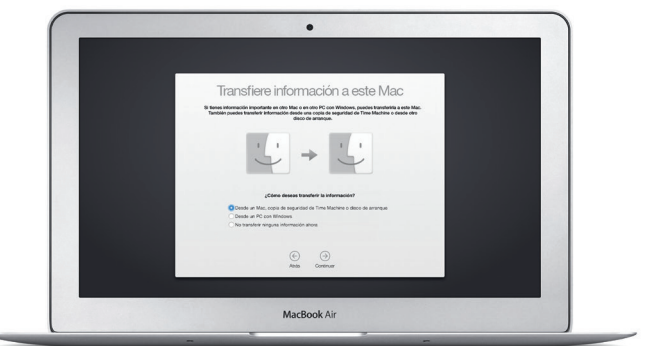 Transfiere información a este Mac
Si tienes información importante en otro Mac o en otro PC con Windows, puedes transferirla a este Mac.
También puedes transferir información desde una copia de seguridad de Time Machine o desde otro
disco de arranque.
¿Cómo deseas transferir la información?
Desde un Mac, copia de seguridad de Time Machine o disco de arranque
Desde un PC con Windows
No transferir ninguna información ahora
Atrás Continuar
MacBook Air